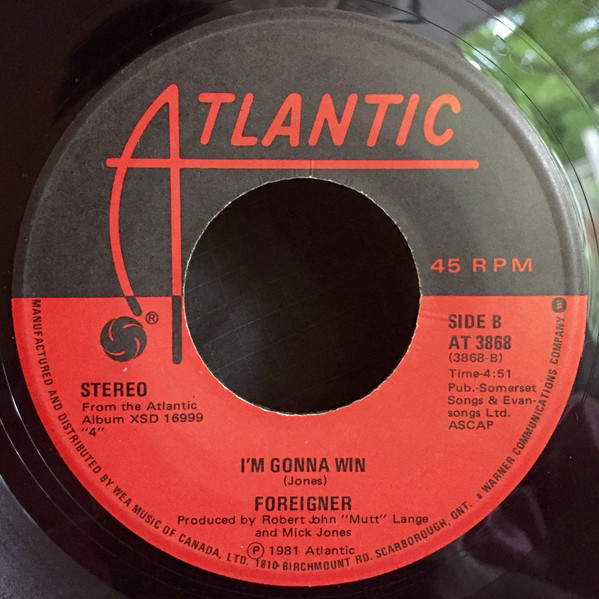 ATLANTIC
®
45 RPM
SIDE B
AT 3868
(3868-B)
Time-4:51
Pub.-Somerset
Songs & Evan-
songs Ltd.
ASCAP
STEREO
From the Atlantic
Album XSD 16999
"4"
I'M GONNA WIN
(Jones)
FOREIGNER
Produced by Robert John "Mutt" Lange
and Mick Jones
Ⓟ 1981 Atlantic
MANUFACTURED AND DISTRIBUTED BY WEA MUSIC OF CANADA, LTD. 1810 BIRCHMOUNT RD. SCARBOROUGH, ONT. a WARNER COMMUNICATIONS COMPANY